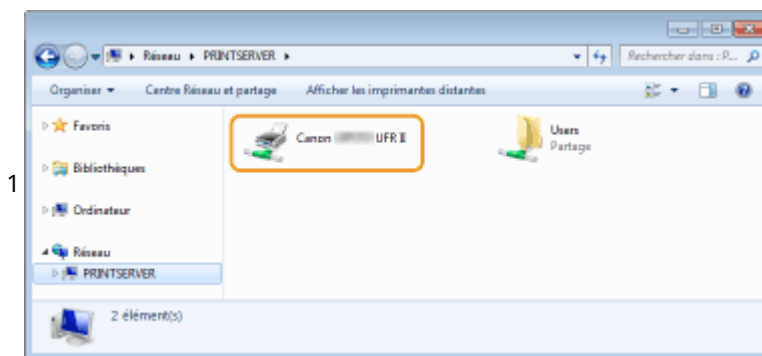 Réseau ▸ PRINTSERVER ▸
Rechercher dans : P...
Organiser
Centre Réseau et partage
Afficher les imprimantes distantes
Favoris
Bibliothèques
Ordinateur
Réseau
PRINTSERVER
Canon UFR II
Users
Partage
1
2 élément(s)